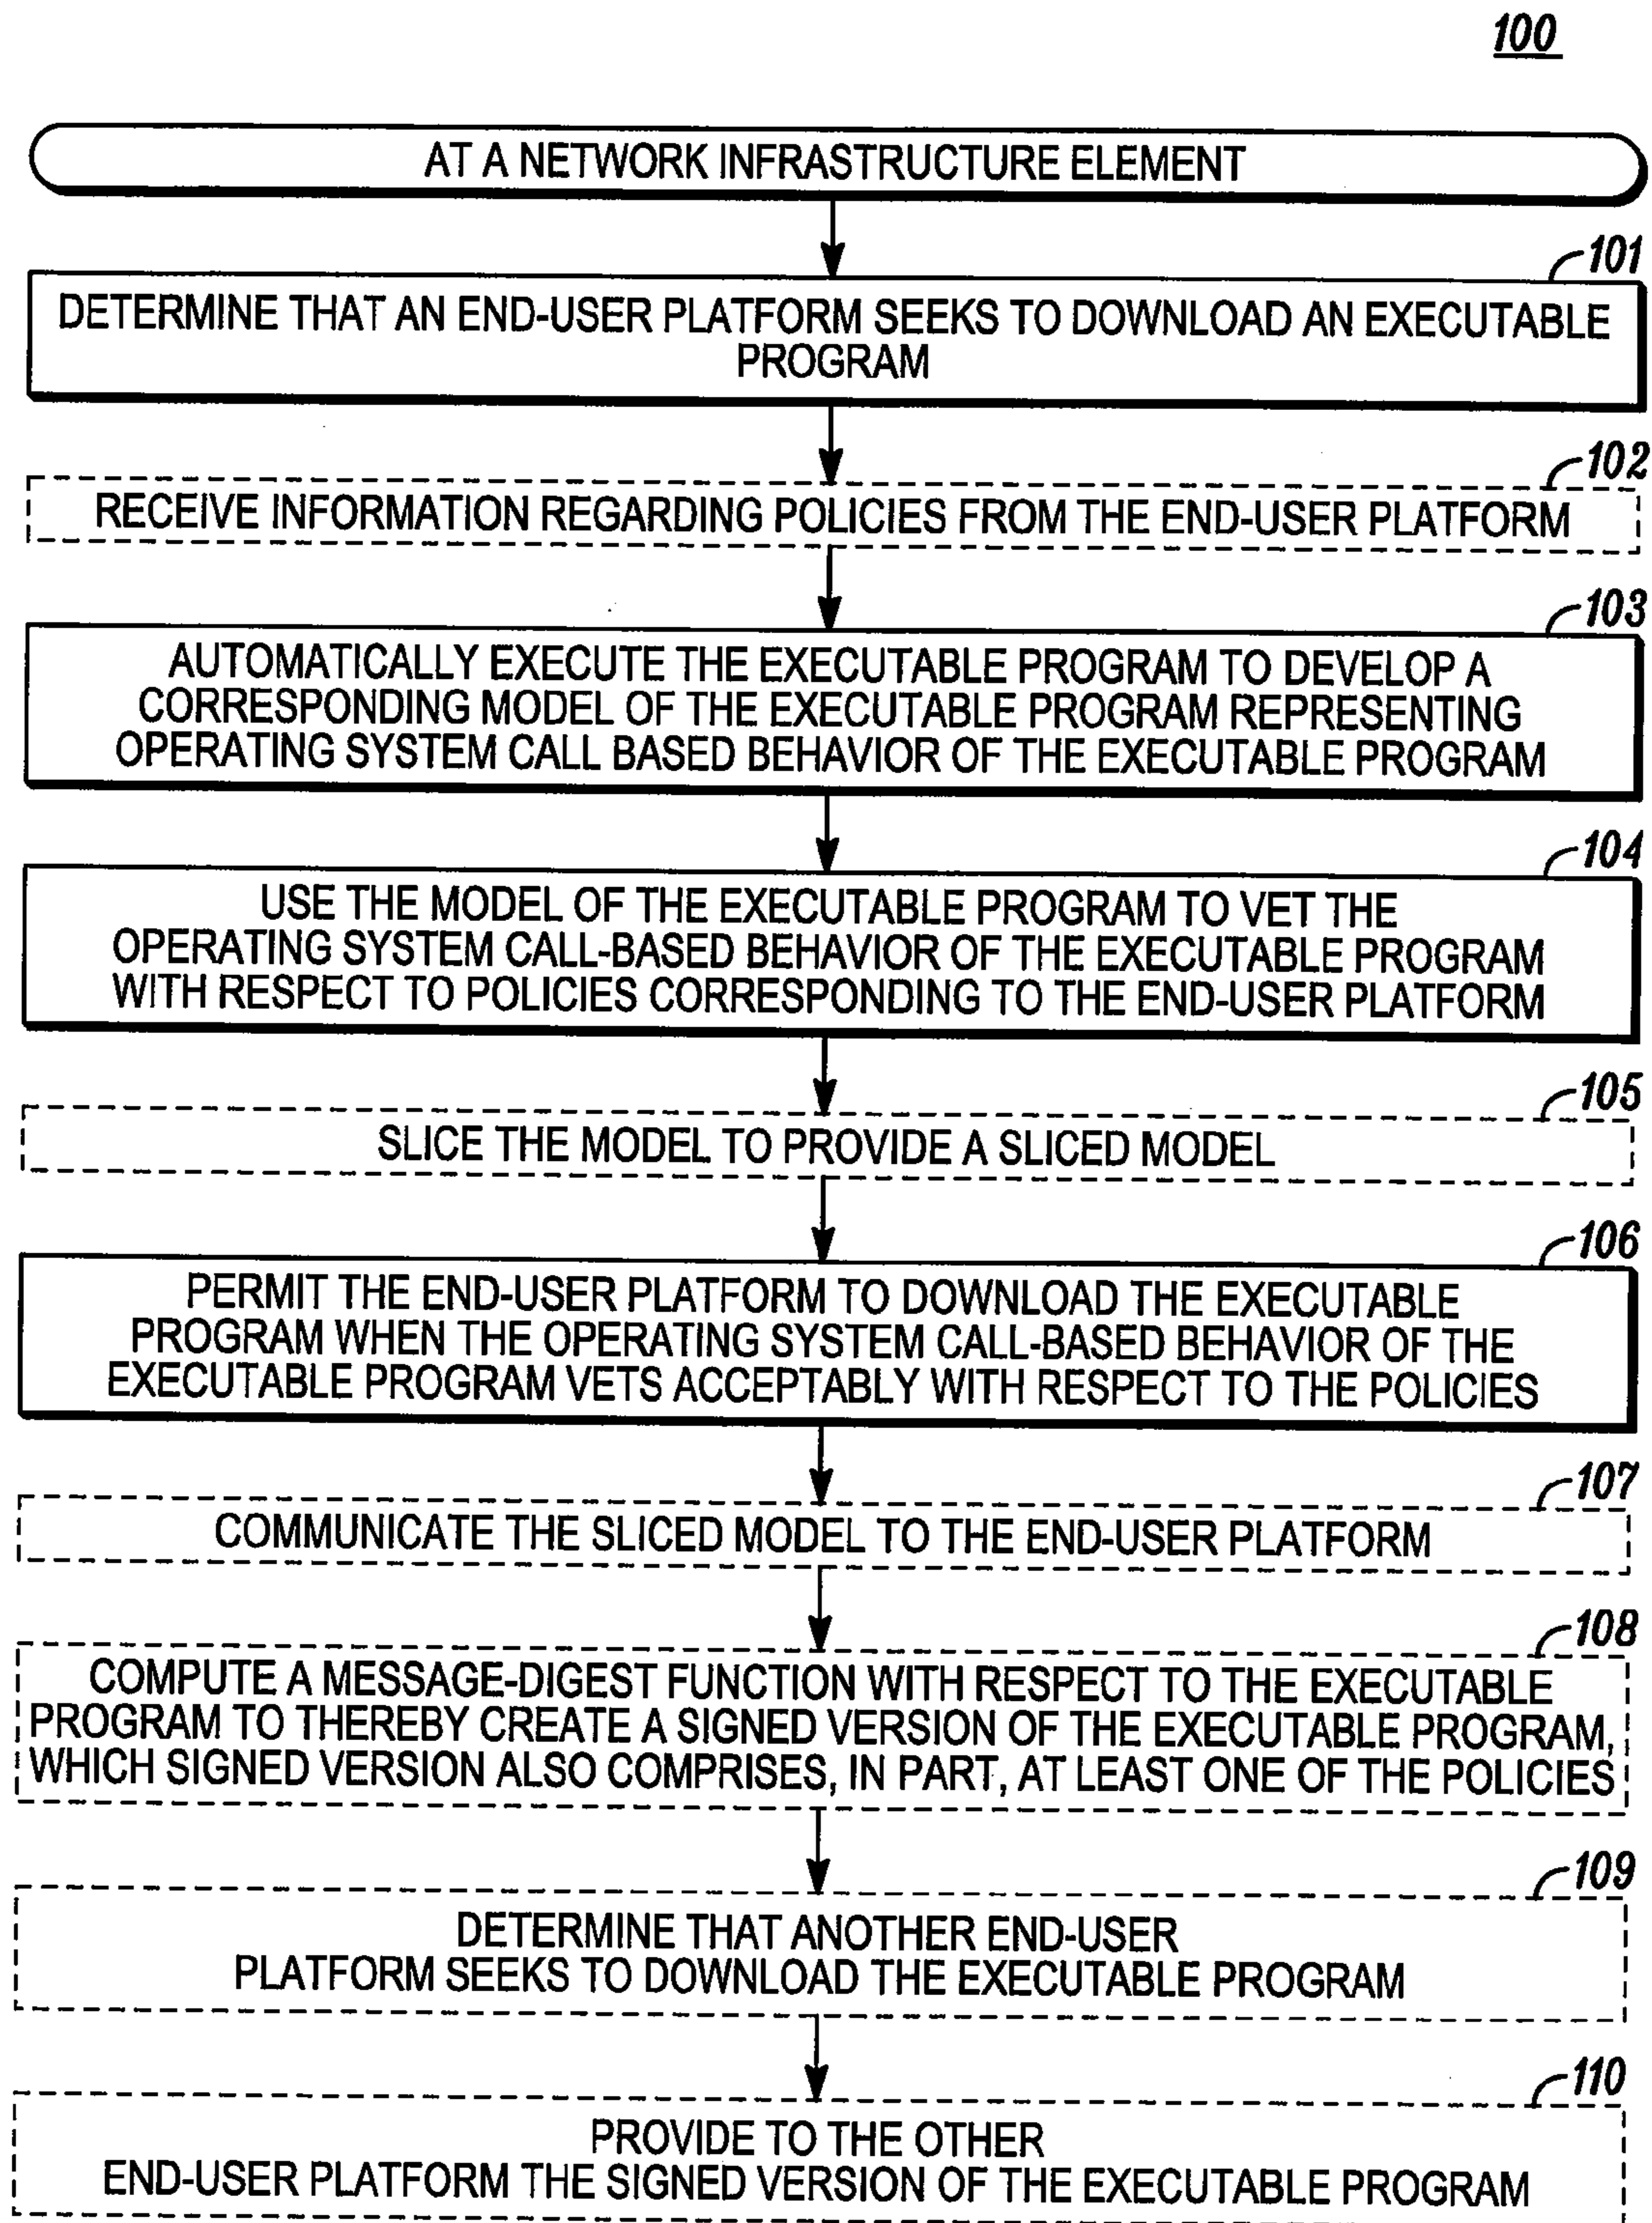 100
AT A NETWORK INFRASTRUCTURE ELEMENT
101
DETERMINE THAT AN END-USER PLATFORM SEEKS TO DOWNLOAD AN EXECUTABLE
PROGRAM
102
RECEIVE INFORMATION REGARDING POLICIES FROM THE END-USER PLATFORM
103
AUTOMATICALLY EXECUTE THE EXECUTABLE PROGRAM TO DEVELOP A
CORRESPONDING MODEL OF THE EXECUTABLE PROGRAM REPRESENTING
OPERATING SYSTEM CALL BASED BEHAVIOR OF THE EXECUTABLE PROGRAM
104
USE THE MODEL OF THE EXECUTABLE PROGRAM TO VET THE
OPERATING SYSTEM CALL-BASED BEHAVIOR OF THE EXECUTABLE PROGRAM
WITH RESPECT TO POLICIES CORRESPONDING TO THE END-USER PLATFORM
105
SLICE THE MODEL TO PROVIDE A SLICED MODEL
106
PERMIT THE END-USER PLATFORM TO DOWNLOAD THE EXECUTABLE
PROGRAM WHEN THE OPERATING SYSTEM CALL-BASED BEHAVIOR OF THE
EXECUTABLE PROGRAM VETS ACCEPTABLY WITH RESPECT TO THE POLICIES
107
COMMUNICATE THE SLICED MODEL TO THE END-USER PLATFORM
108
COMPUTE A MESSAGE-DIGEST FUNCTION WITH RESPECT TO THE EXECUTABLE
PROGRAM TO THEREBY CREATE A SIGNED VERSION OF THE EXECUTABLE PROGRAM,
WHICH SIGNED VERSION ALSO COMPRISES, IN PART, AT LEAST ONE OF THE POLICIES
109
DETERMINE THAT ANOTHER END-USER
PLATFORM SEEKS TO DOWNLOAD THE EXECUTABLE PROGRAM
110
PROVIDE TO THE OTHER
END-USER PLATFORM THE SIGNED VERSION OF THE EXECUTABLE PROGRAM